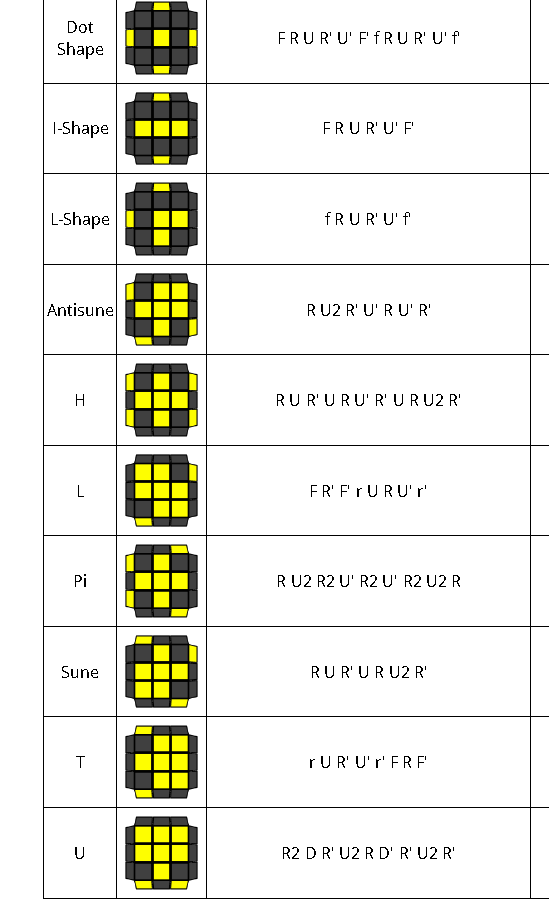 Dot
Shape
F R U R' U' F' f R U R' U' f'
I-Shape
F R U R' U' F'
L-Shape
f R U R' U' f'
Antisune
R U2 R' U' R U' R'
H
R U R' U R U' R' U R U2 R'
L
F R' F' r U R U' r'
Pi
R U2 R2 U' R2 U' R2 U2 R
Sune
R U R' U R U2 R'
T
r U R' U' r' F R F'
U
R2 D R' U2 R D' R' U2 R'